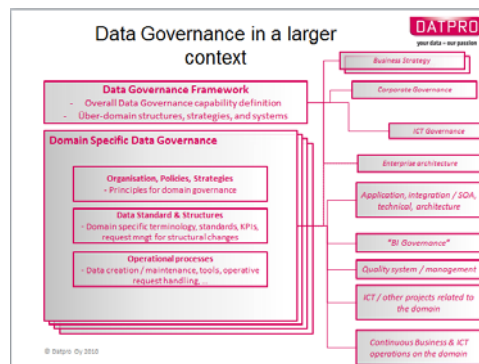 Data Governance in a larger
context
DATPRO
your data – our passion
Data Governance Framework
- Overall Data Governance capability definition
- Über-domain structures, strategies, and systems
Domain Specific Data Governance
Organisation, Policies, Strategies
- Principles for domain governance
Data Standard & Structures
- Domain specific terminology, standards, KPIs,
request mngt for structural changes
Operational processes
- Data creation / maintenance, tools, operative
request handling, ...
Business Strategy
Corporate Governance
ICT Governance
Enterprise architecture
Application, integration / SOA,
technical, architecture
"BI Governance"
Quality system / management
ICT / other projects related to
the domain
Continuous Business & ICT
operations on the domain
© Datpro Oy 2010